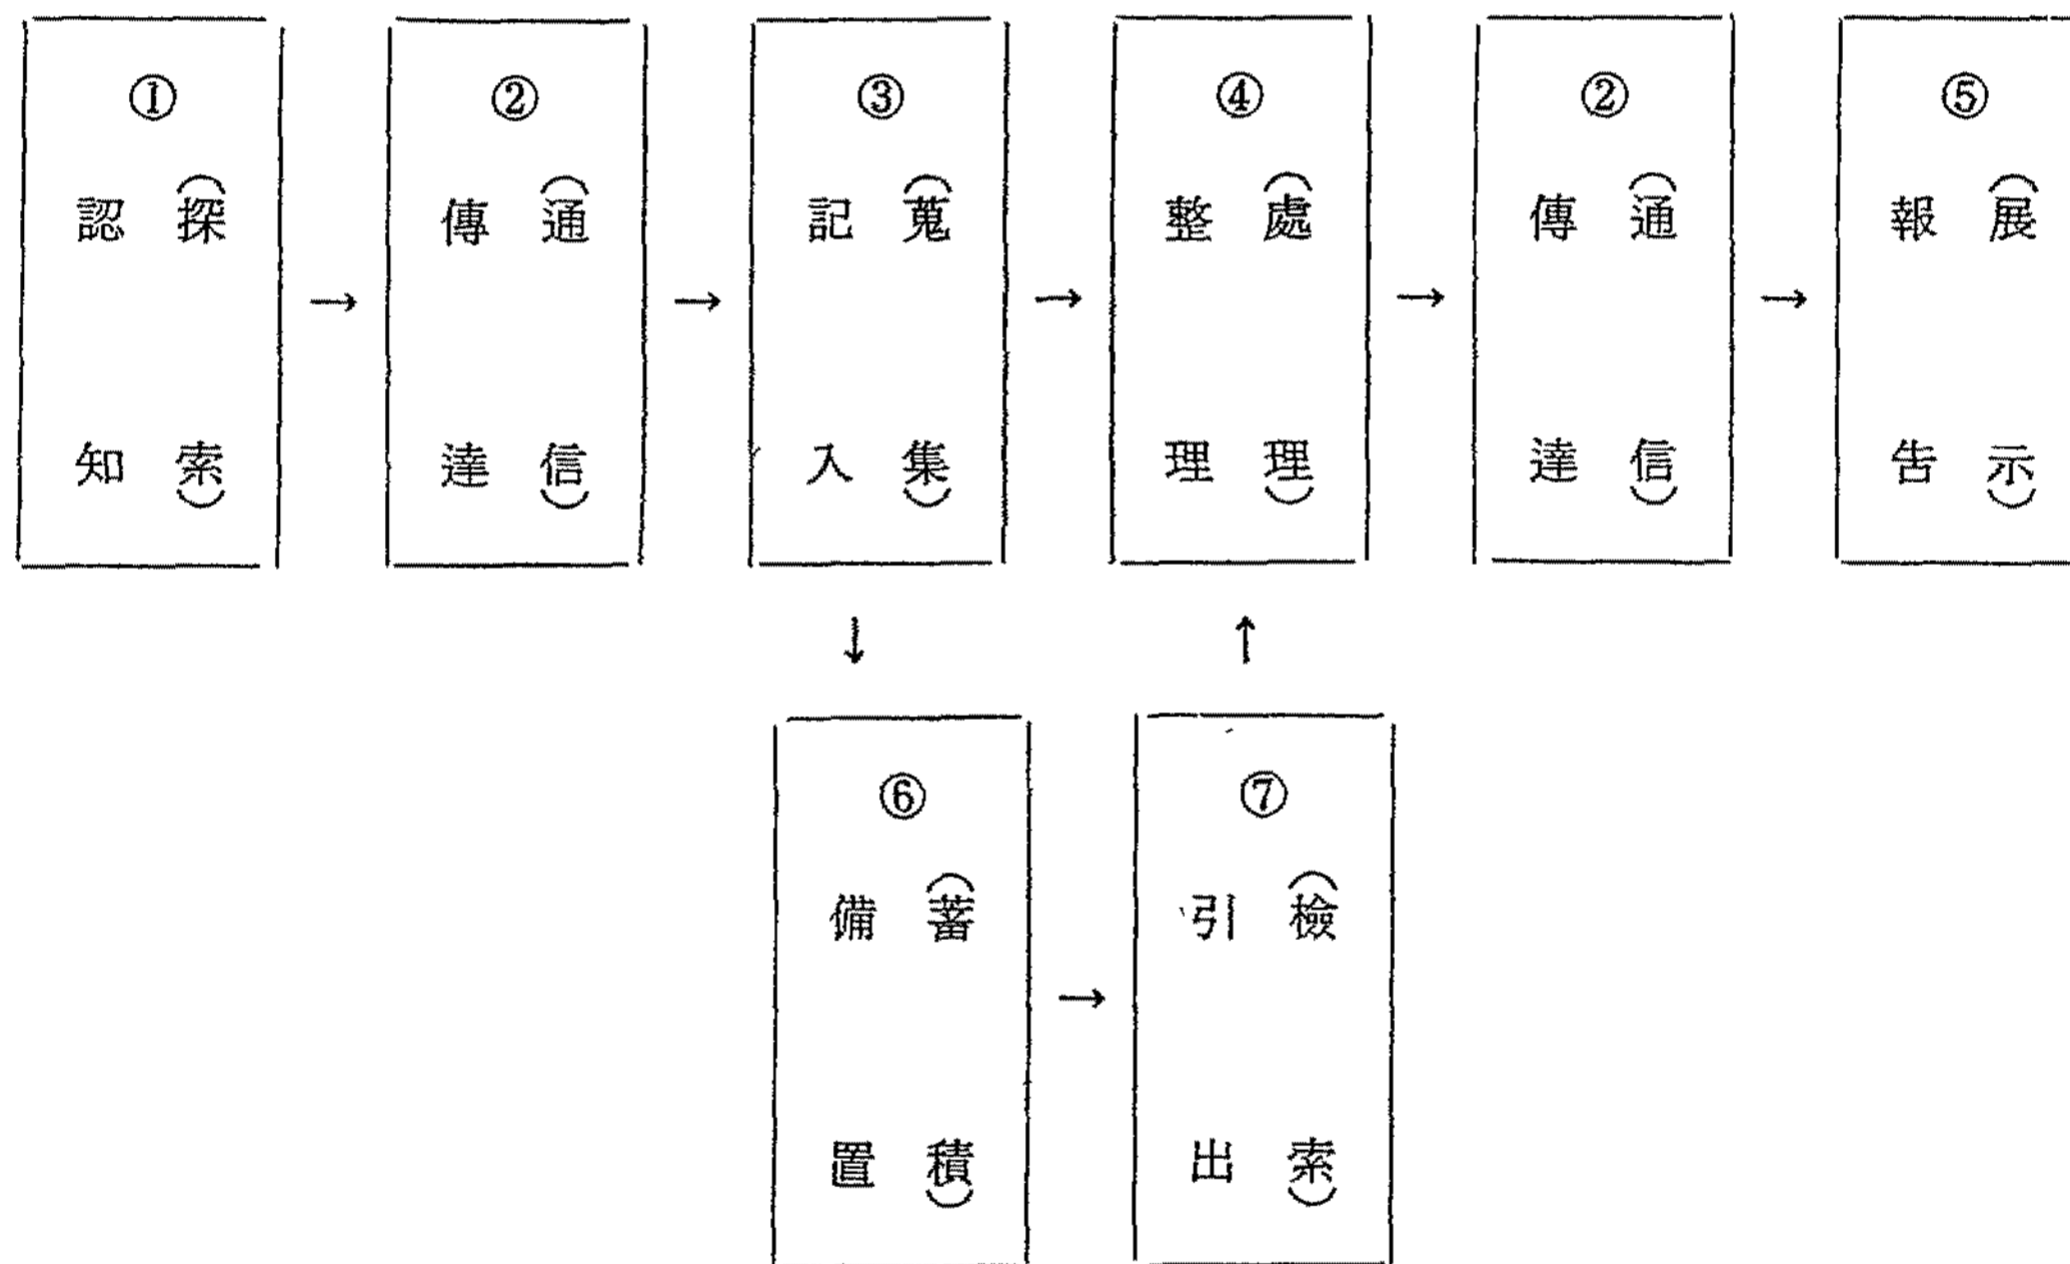 ①
(探索)
認知
→
②
(通信)
傳達
→
③
(蒐集)
記入
→
④
(處理)
整理
→
②
(通信)
傳達
→
⑤
(展示)
報告
↓
↑
⑥
(蓄積)
備置
→
⑦
(檢索)
引出